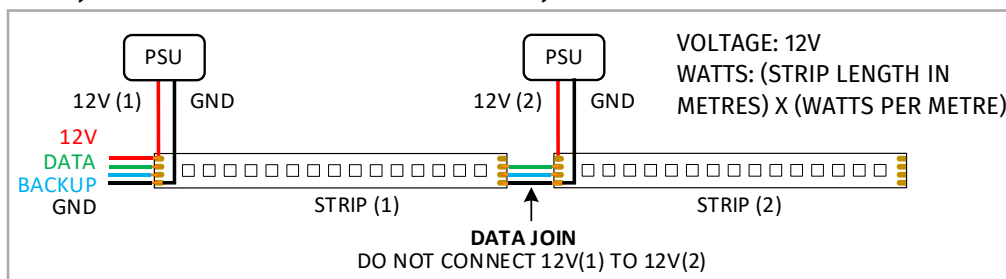 PSU
PSU
VOLTAGE: 12V
WATTS: (STRIP LENGTH IN
METRES) X (WATTS PER METRE)
12V (1)
GND
12V (2)
GND
12V
DATA
BACKUP
GND
STRIP (1)
STRIP (2)
DATA JOIN
DO NOT CONNECT 12V(1) TO 12V(2)